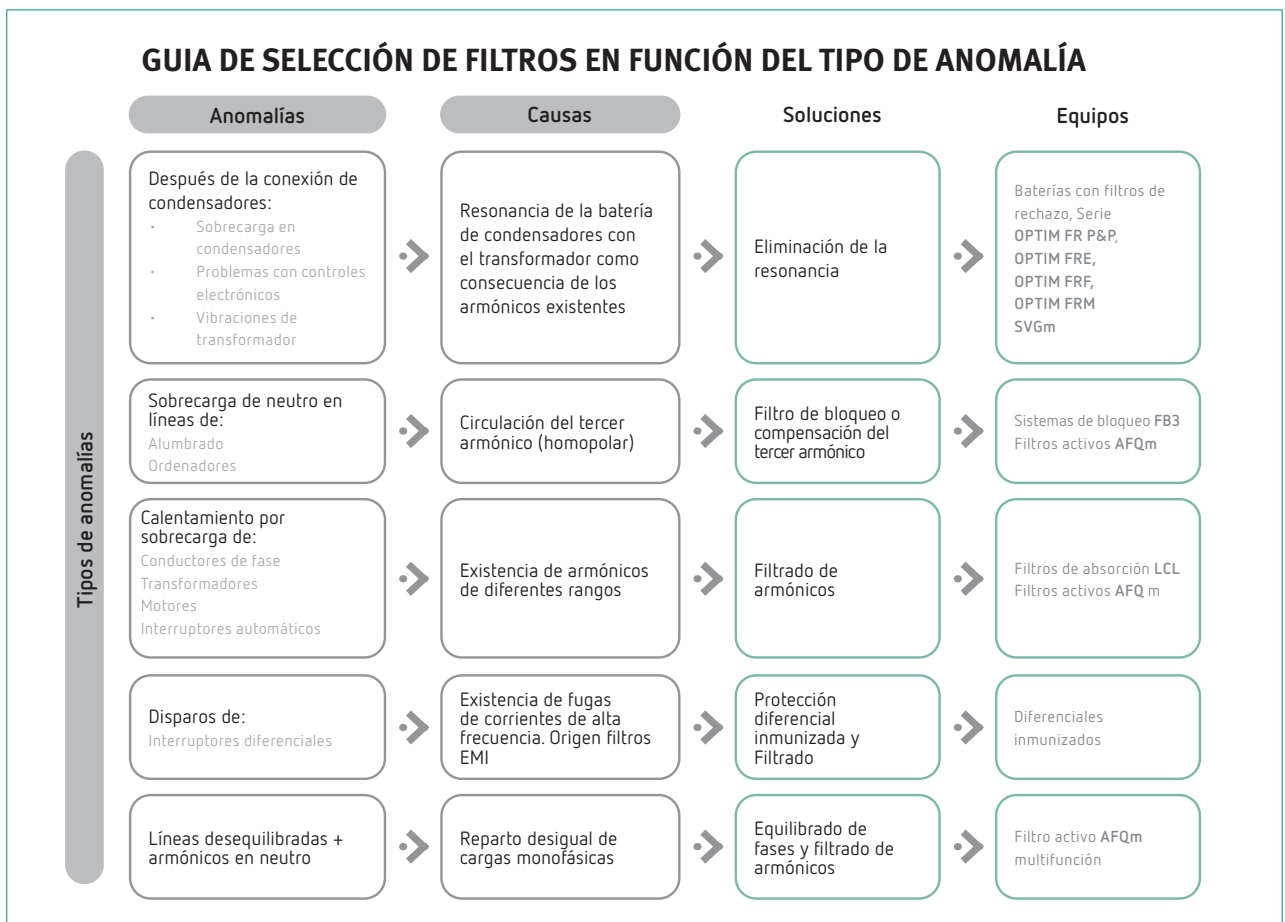 GUIA DE SELECCIÓN DE FILTROS EN FUNCIÓN DEL TIPO DE ANOMALÍA
Anomalías
Causas
Soluciones
Equipos
Tipos de anomalías
Después de la conexión de
condensadores:
• Sobrecarga en
condensadores
• Problemas con controles
electrónicos
• Vibraciones de
transformador
Resonancia de la batería
de condensadores con
el transformador como
consecuencia de los
armónicos existentes
Eliminación de la
resonancia
Baterías con filtros de
rechazo, Serie
OPTIM FR P&P,
OPTIM FRE,
OPTIM FRF,
OPTIM FRM
SVGm
Sobrecarga de neutro en
líneas de:
Alumbrado
Ordenadores
Circulación del tercer
armónico (homopolar)
Filtro de bloqueo o
compensación del
tercer armónico
Sistemas de bloqueo FB3
Filtros activos AFQm
Calentamiento por
sobrecarga de:
Conductores de fase
Transformadores
Motores
Interruptores automáticos
Existencia de armónicos
de diferentes rangos
Filtrado de
armónicos
Filtros de absorción LCL
Filtros activos AFQ m
Disparos de:
Interruptores diferenciales
Existencia de fugas
de corrientes de alta
frecuencia. Origen filtros
EMI
Protección
diferencial
inmunizada y
Filtrado
Diferenciales
inmunizados
Líneas desequilibradas +
armónicos en neutro
Reparto desigual de
cargas monofásicas
Equilibrado de
fases y filtrado de
armónicos
Filtro activo AFQm
multifunción